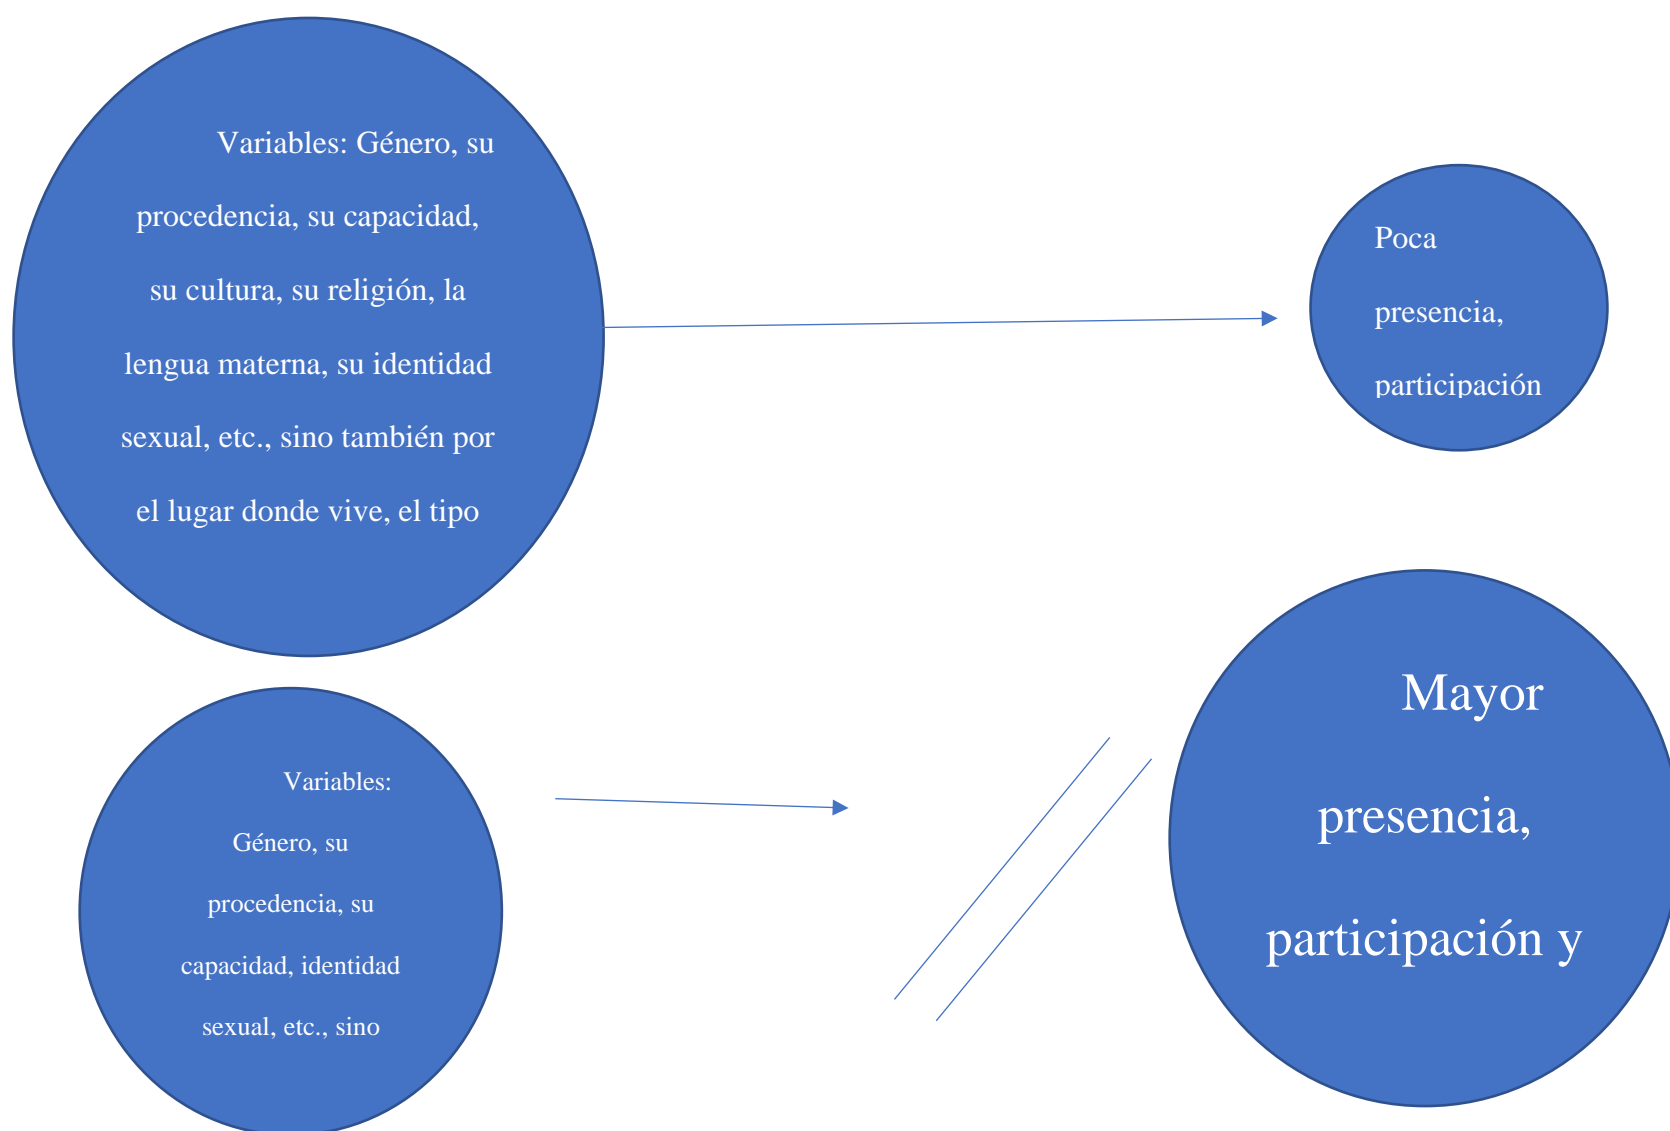 Variables: Género, su
procedencia, su capacidad,
su cultura, su religión, la
lengua materna, su identidad
sexual, etc., sino también por
el lugar donde vive, el tipo
Poca
presencia,
participación
Variables:
Género, su
procedencia, su
capacidad, identidad
sexual, etc., sino
Mayor
presencia,
participación y